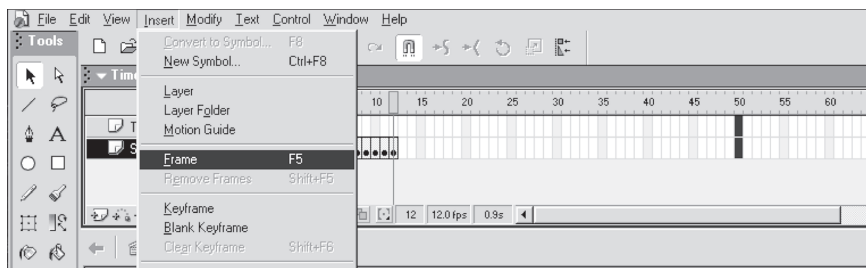 File Edit View Insert Modify Text Control Window Help
Tools
Convert to Symbol... F8
New Symbol... Ctrl+F8
Layer
Layer Folder
Motion Guide
Frame F5
Remove Frames Shift+F5
Keyframe
Blank Keyframe
Clear Keyframe Shift+F6
Time
10 15 20 25 30 35 40 45 50 55 60
T
S
12 12.0 fps 0.9s